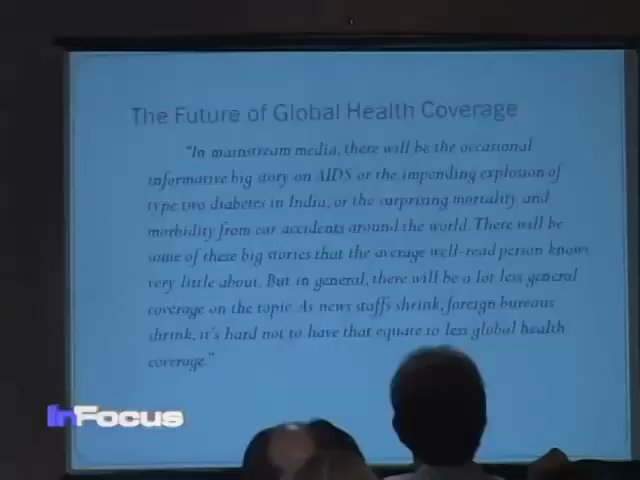 The Future of Global Health Coverage
"In mainstream media, there will be the occasional
informative big story on AIDS or the impending explosion of
type two diabetes in India, or the surprising mortality and
morbidity from car accidents around the world. There will be
some of these big stories that the average well-read person knows
very little about. But in general, there will be a lot less general
coverage on the topic. As news staffs shrink, foreign bureaus
shrink, it's hard not to have that equate to less global health
coverage."
InFocus